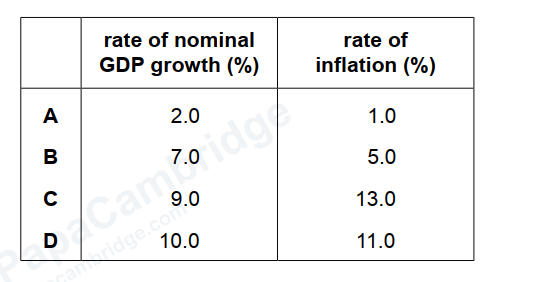 rate of nominal GDP growth (%) rate of inflation (%)
A 2.0 1.0
B 7.0 5.0
C 9.0 13.0
D 10.0 11.0
PapaCambridge